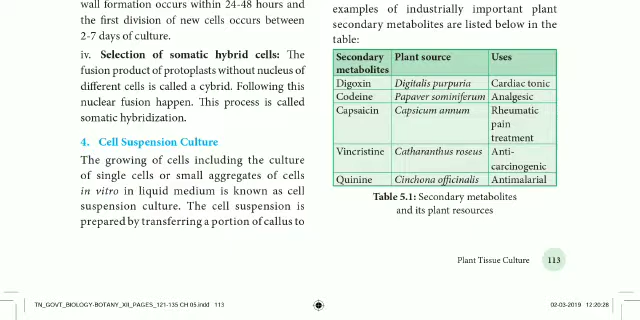 wall formation occurs within 24-48 hours and
the first division of new cells occurs between
2-7 days of culture.
iv. Selection of somatic hybrid cells: The
fusion product of protoplasts without nucleus of
different cells is called a cybrid. Following this
nuclear fusion happen. This process is called
somatic hybridization.
4. Cell Suspension Culture
The growing of cells including the culture
of single cells or small aggregates of cells
in vitro in liquid medium is known as cell
suspension culture. The cell suspension is
prepared by transferring a portion of callus to
examples of industrially important plant
secondary metabolites are listed below in the
table:
Secondary Plant source Uses
metabolites
Digoxin Digitalis purpuria Cardiac tonic
Codeine Papaver sominiferum Analgesic
Capsaicin Capsicum annum Rheumatic
pain
treatment
Vincristine Catharanthus roseus Anti-
carcinogenic
Quinine Cinchona officinalis Antimalarial
Table 5.1: Secondary metabolites
and its plant resources
Plant Tissue Culture 113
TN_GOVT_BIOLOGY-BOTANY_XII_PAGES_121-135 CH 05.indd 113 02-03-2019 12:20:28